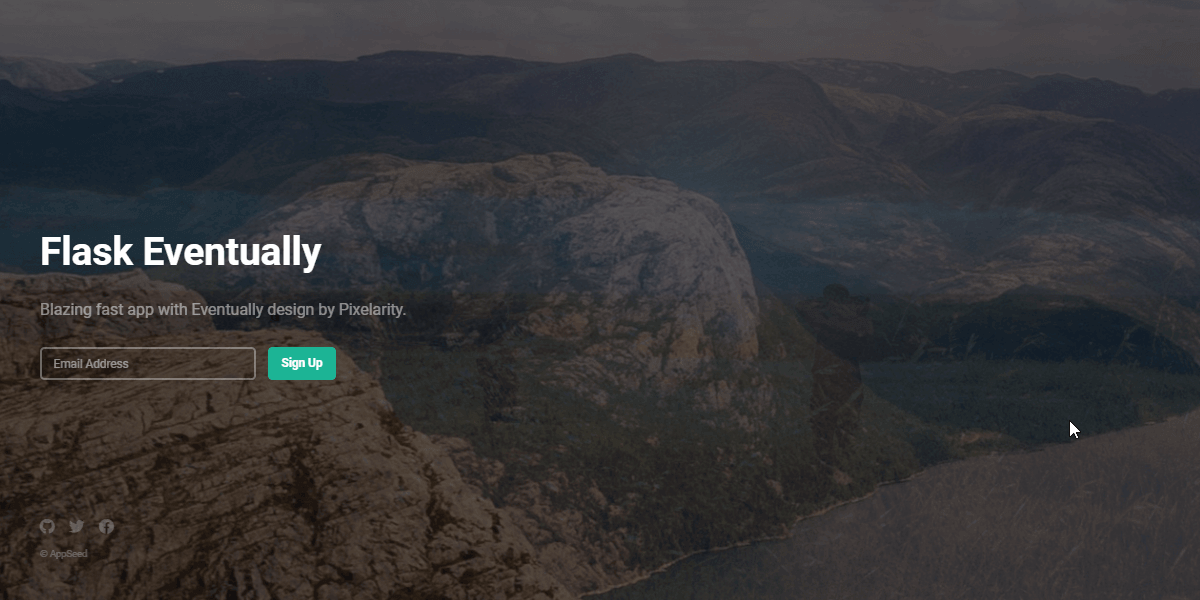 Flask Eventually
Blazing fast app with Eventually design by Pixelarity.
Email Address
Sign Up
© AppSeed